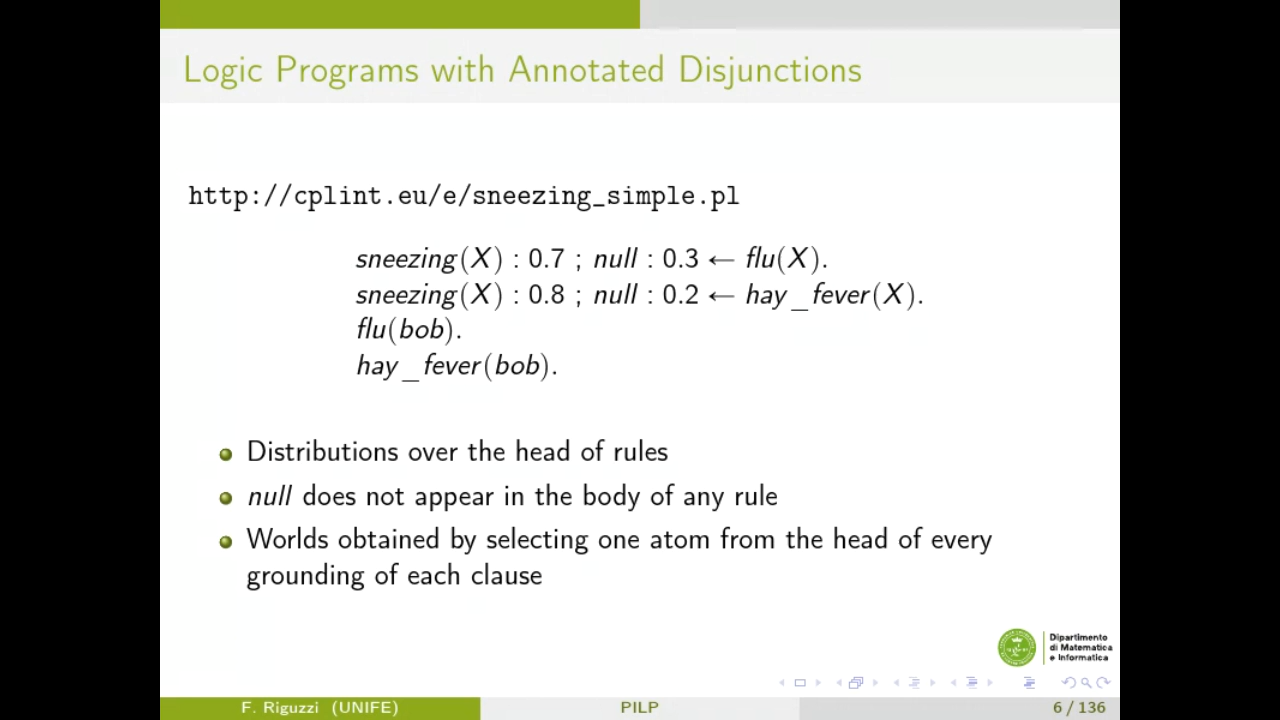 Logic Programs with Annotated Disjunctions
http://cplint.eu/e/sneezing_simple.pl
sneezing(X) : 0.7 ; null : 0.3 ← flu(X).
sneezing(X) : 0.8 ; null : 0.2 ← hay_fever(X).
flu(bob).
hay_fever(bob).
Distributions over the head of rules
null does not appear in the body of any rule
Worlds obtained by selecting one atom from the head of every
grounding of each clause
Dipartimento
di Matematica
e Informatica
F. Riguzzi (UNIFE) PILP 6 / 136